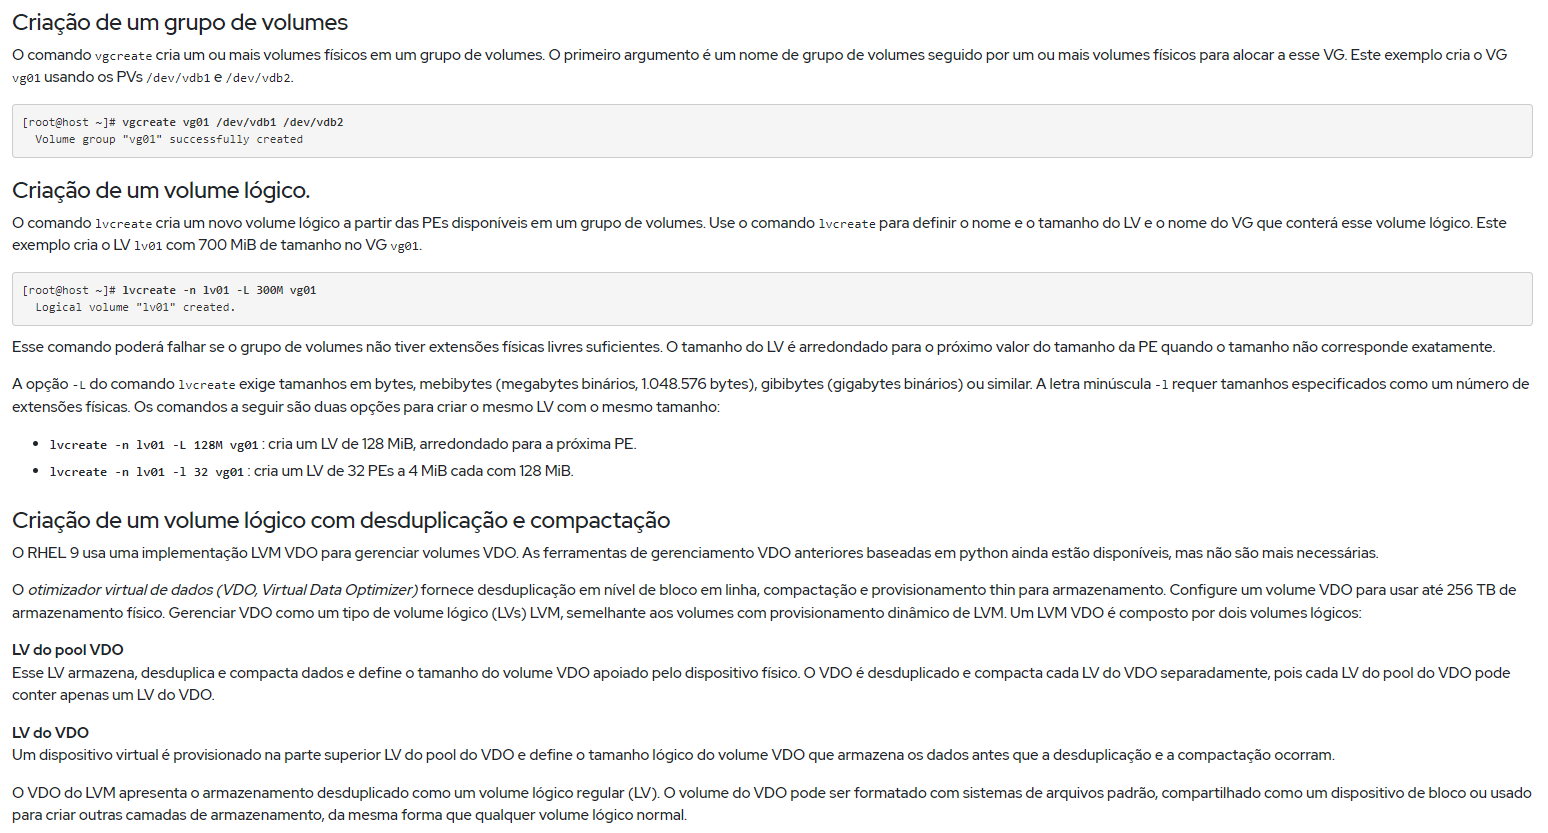 Criação de um grupo de volumes
O comando vgcreate cria um ou mais volumes físicos em um grupo de volumes. O primeiro argumento é um nome de grupo de volumes seguido por um ou mais volumes físicos para alocar a esse VG. Este exemplo cria o VG
vg01 usando os PVs /dev/vdb1 e /dev/vdb2.
[root@host ~]# vgcreate vg01 /dev/vdb1 /dev/vdb2
Volume group "vg01" successfully created
Criação de um volume lógico.
O comando lvcreate cria um novo volume lógico a partir das PEs disponíveis em um grupo de volumes. Use o comando lvcreate para definir o nome e o tamanho do LV e o nome do VG que conterá esse volume lógico. Este
exemplo cria o LV lv01 com 700 MiB de tamanho no VG vg01.
[root@host ~]# lvcreate -n lv01 -L 300M vg01
Logical volume "lv01" created.
Esse comando poderá falhar se o grupo de volumes não tiver extensões físicas livres suficientes. O tamanho do LV é arredondado para o próximo valor do tamanho da PE quando o tamanho não corresponde exatamente.
A opção -L do comando lvcreate exige tamanhos em bytes, mebibytes (megabytes binários, 1.048.576 bytes), gibibytes (gigabytes binários) ou similar. A letra minúscula -l requer tamanhos especificados como um número de
extensões físicas. Os comandos a seguir são duas opções para criar o mesmo LV com o mesmo tamanho:
• lvcreate -n lv01 -L 128M vg01 : cria um LV de 128 MiB, arredondado para a próxima PE.
• lvcreate -n lv01 -l 32 vg01 : cria um LV de 32 PEs a 4 MiB cada com 128 MiB.
Criação de um volume lógico com desduplicação e compactação
O RHEL 9 usa uma implementação LVM VDO para gerenciar volumes VDO. As ferramentas de gerenciamento VDO anteriores baseadas em python ainda estão disponíveis, mas não são mais necessárias.
O otimizador virtual de dados (VDO, Virtual Data Optimizer) fornece desduplicação em nível de bloco em linha, compactação e provisionamento thin para armazenamento. Configure um volume VDO para usar até 256 TB de
armazenamento físico. Gerenciar VDO como um tipo de volume lógico (LVs) LVM, semelhante aos volumes com provisionamento dinâmico de LVM. Um LVM VDO é composto por dois volumes lógicos:
LV do pool VDO
Esse LV armazena, desduplica e compacta dados e define o tamanho do volume VDO apoiado pelo dispositivo físico. O VDO é desduplicado e compacta cada LV do VDO separadamente, pois cada LV do pool do VDO pode
conter apenas um LV do VDO.
LV do VDO
Um dispositivo virtual é provisionado na parte superior LV do pool do VDO e define o tamanho lógico do volume VDO que armazena os dados antes que a desduplicação e a compactação ocorram.
O VDO do LVM apresenta o armazenamento desduplicado como um volume lógico regular (LV). O volume do VDO pode ser formatado com sistemas de arquivos padrão, compartilhado como um dispositivo de bloco ou usado
para criar outras camadas de armazenamento, da mesma forma que qualquer volume lógico normal.